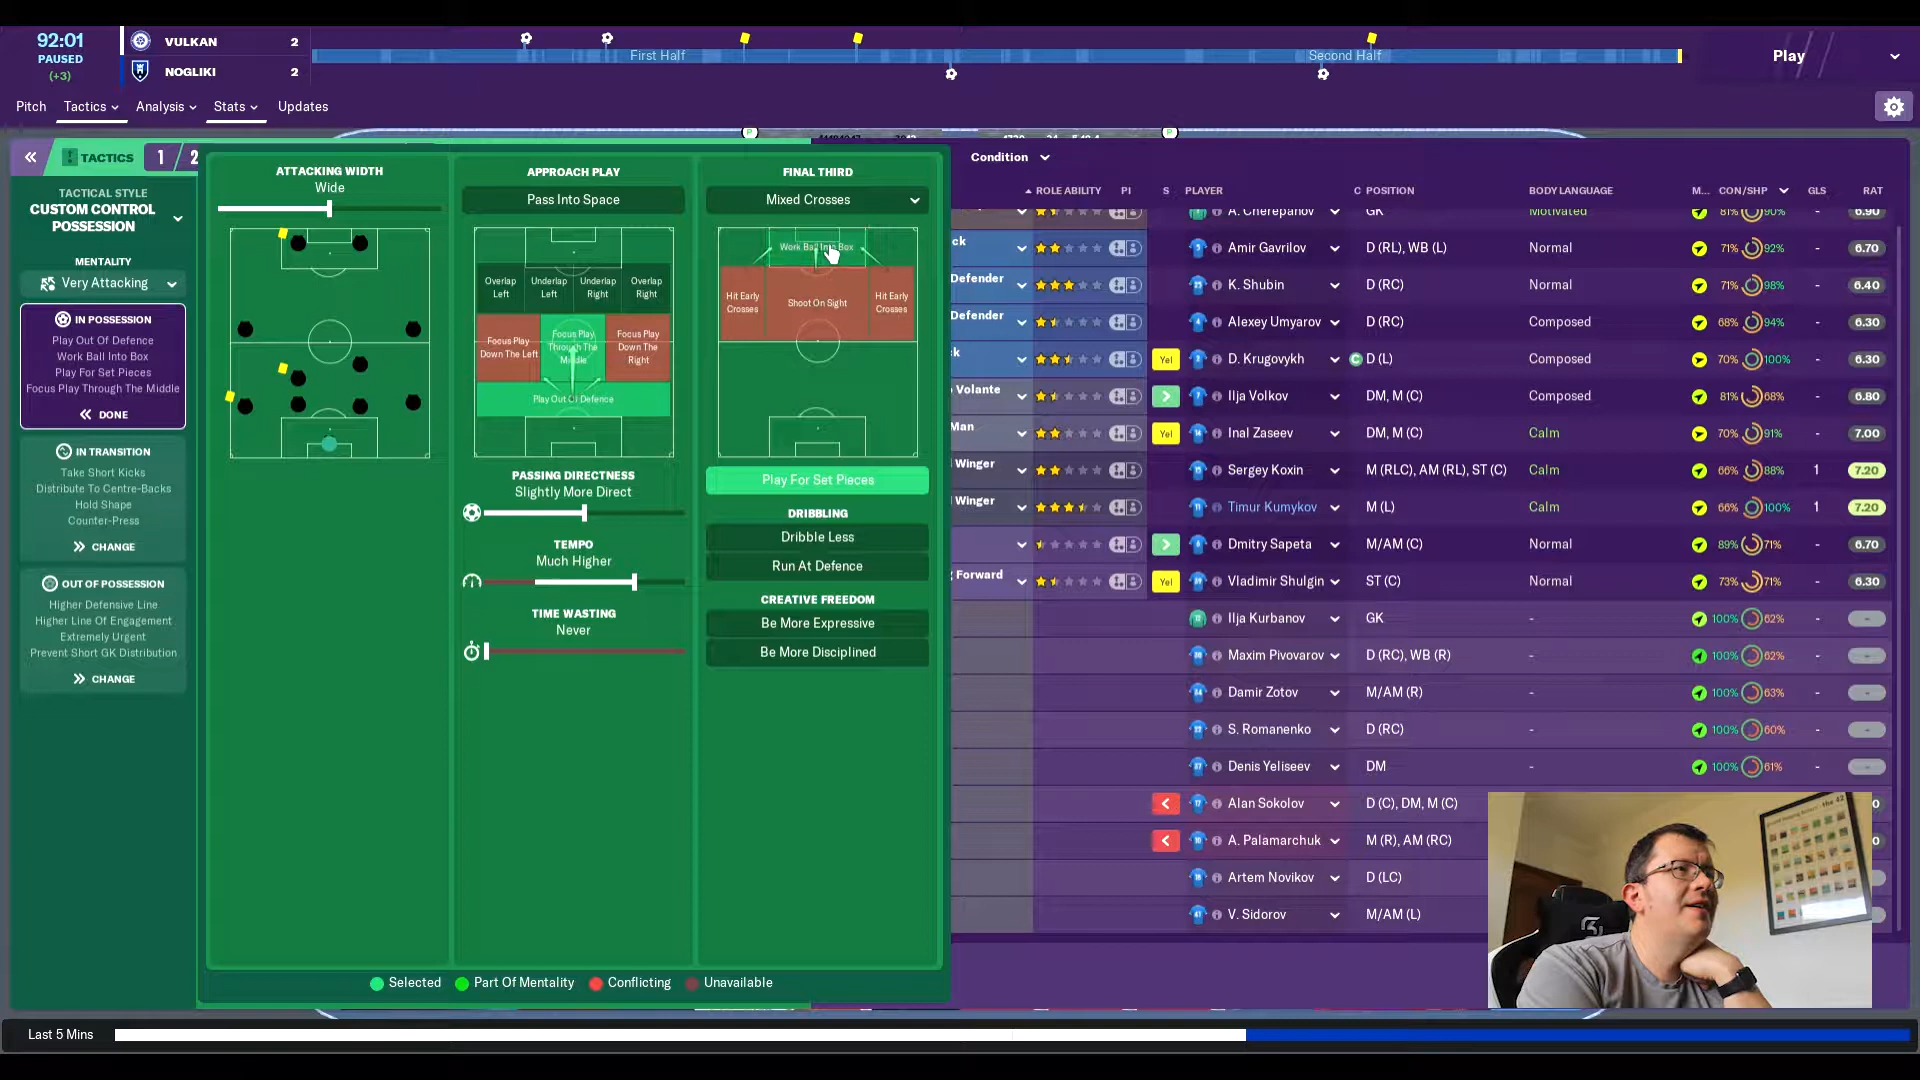 92:01
PAUSED
(+3)
VULKAN 2
NOGLIKI 2
First Half
Second Half
Play
Pitch
Tactics
Analysis
Stats
Updates
TACTICS
1 / 2
TACTICAL STYLE
CUSTOM CONTROL
POSSESSION
MENTALITY
Very Attacking
IN POSSESSION
Play Out Of Defence
Work Ball Into Box
Play For Set Pieces
Focus Play Through The Middle
DONE
IN TRANSITION
Take Short Kicks
Distribute To Centre-Backs
Hold Shape
Counter-Press
CHANGE
OUT OF POSSESSION
Higher Defensive Line
Higher Line Of Engagement
Extremely Urgent
Prevent Short GK Distribution
CHANGE
ATTACKING WIDTH
Wide
APPROACH PLAY
Pass Into Space
Overlap Left
Underlap Left
Underlap Right
Overlap Right
Focus Play Down The Left
Focus Play Through The Middle
Focus Play Down The Right
Play Out Of Defence
PASSING DIRECTNESS
Slightly More Direct
TEMPO
Much Higher
TIME WASTING
Never
FINAL THIRD
Mixed Crosses
Work Ball Into Box
Hit Early Crosses
Shoot On Sight
Hit Early Crosses
Play For Set Pieces
DRIBBLING
Dribble Less
Run At Defence
CREATIVE FREEDOM
Be More Expressive
Be More Disciplined
Selected
Part Of Mentality
Conflicting
Unavailable
Condition
ROLE ABILITY PI S PLAYER C POSITION BODY LANGUAGE M... CON/SHP GLS RAT
A. Cherepanov GK Motivated 81% 90% - 6.90
ck Amir Gavrilov D (RL), WB (L) Normal 71% 92% - 6.70
Defender K. Shubin D (RC) Normal 71% 98% - 6.40
Defender Alexey Umyarov D (RC) Composed 68% 94% - 6.30
k Yel D. Krugovykh C D (L) Composed 70% 100% - 6.30
Volante Ilja Volkov DM, M (C) Composed 81% 68% - 6.80
Man Yel Inal Zaseev DM, M (C) Calm 70% 91% - 7.00
Winger Sergey Koxin M (RLC), AM (RL), ST (C) Calm 66% 88% 1 7.20
Winger Timur Kumykov M (L) Calm 66% 100% 1 7.20
Dmitry Sapeta M/AM (C) Normal 89% 71% - 6.70
Forward Yel Vladimir Shulgin ST (C) Normal 73% 71% - 6.30
Ilja Kurbanov GK - 100% 62% - -
Maxim Pivovarov D (RC), WB (R) - 100% 62% - -
Damir Zotov M/AM (R) - 100% 63% - -
S. Romanenko D (RC) - 100% 60% - -
Denis Yeliseev DM - 100% 61% - -
Alan Sokolov D (C), DM, M (C)
A. Palamarchuk M (R), AM (RC)
Artem Novikov D (LC)
V. Sidorov M/AM (L)
Last 5 Mins